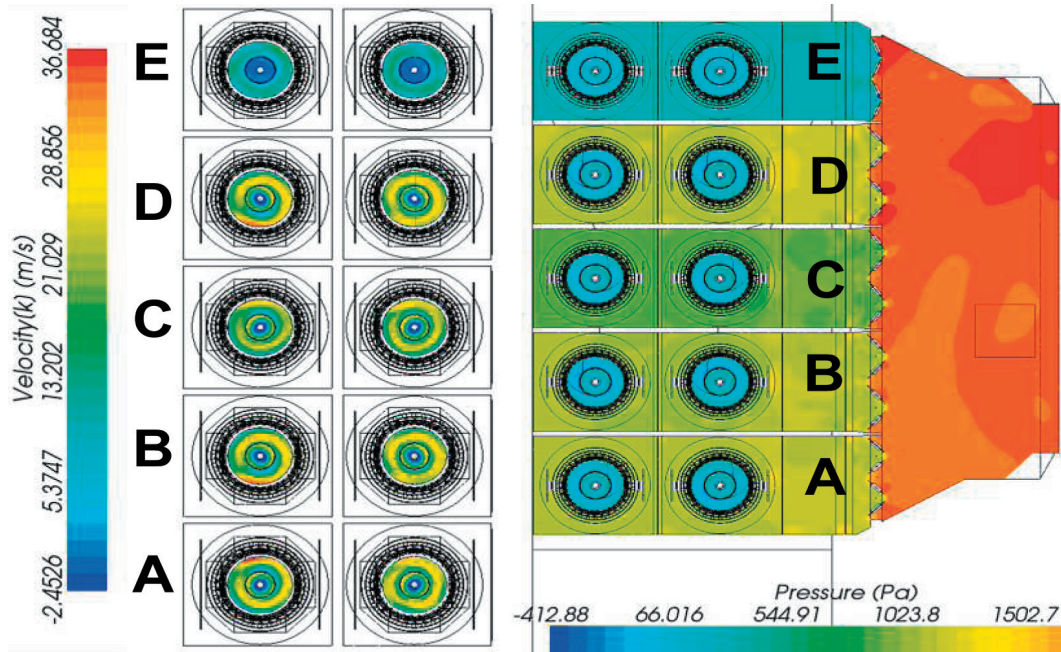 Velocity(k) (m/s)
36.684
28.856
21.029
13.202
5.3747
-2.4526
E
D
C
B
A
E
D
C
B
A
Pressure (Pa)
-412.88 66.016 544.91 1023.8 1502.7